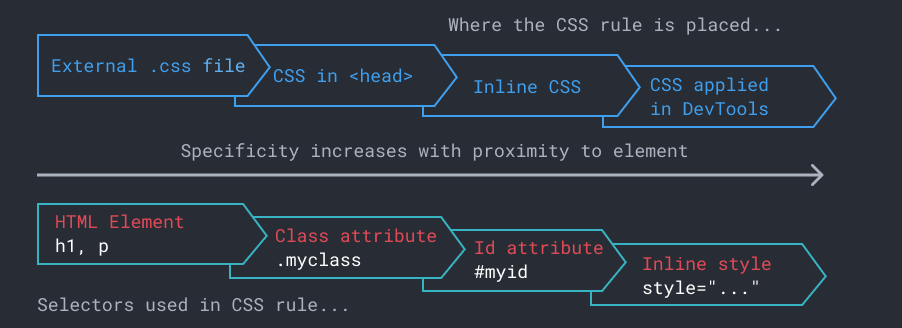 Where the CSS rule is placed...
External .css file
CSS in <head>
Inline CSS
CSS applied
in DevTools
Specificity increases with proximity to element
HTML Element
h1, p
Class attribute
.myclass
Id attribute
#myid
Inline style
style="..."
Selectors used in CSS rule...